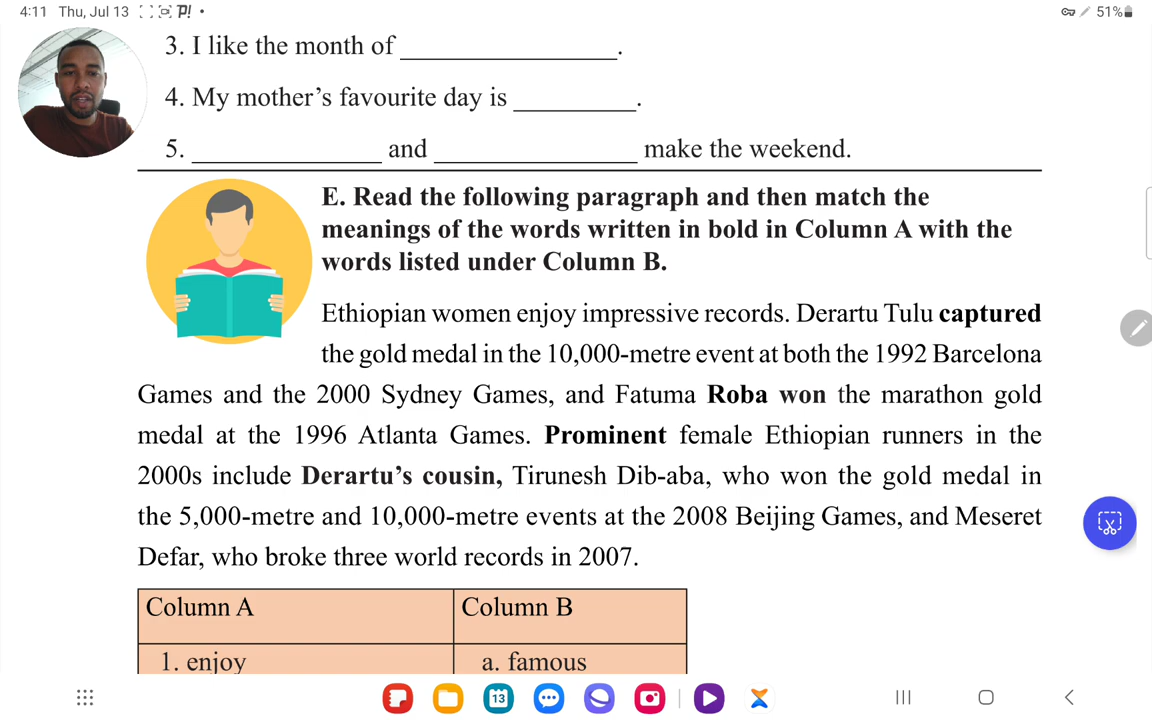 4:11 Thu, Jul 13 P! • 51%
3. I like the month of ________________.
4. My mother’s favourite day is _________.
5. ______________ and _______________ make the weekend.
E. Read the following paragraph and then match the
meanings of the words written in bold in Column A with the
words listed under Column B.
Ethiopian women enjoy impressive records. Derartu Tulu captured
the gold medal in the 10,000-metre event at both the 1992 Barcelona
Games and the 2000 Sydney Games, and Fatuma Roba won the marathon gold
medal at the 1996 Atlanta Games. Prominent female Ethiopian runners in the
2000s include Derartu’s cousin, Tirunesh Dib-aba, who won the gold medal in
the 5,000-metre and 10,000-metre events at the 2008 Beijing Games, and Meseret
Defar, who broke three world records in 2007.
Column A Column B
1. enjoy a. famous
13